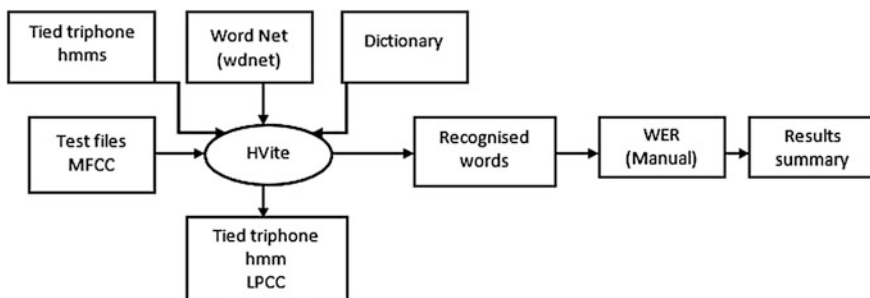 Tied triphone
hmms
Word Net
(wdnet)
Dictionary
Test files
MFCC
HVite
Recognised
words
WER
(Manual)
Results
summary
Tied triphone
hmm
LPCC